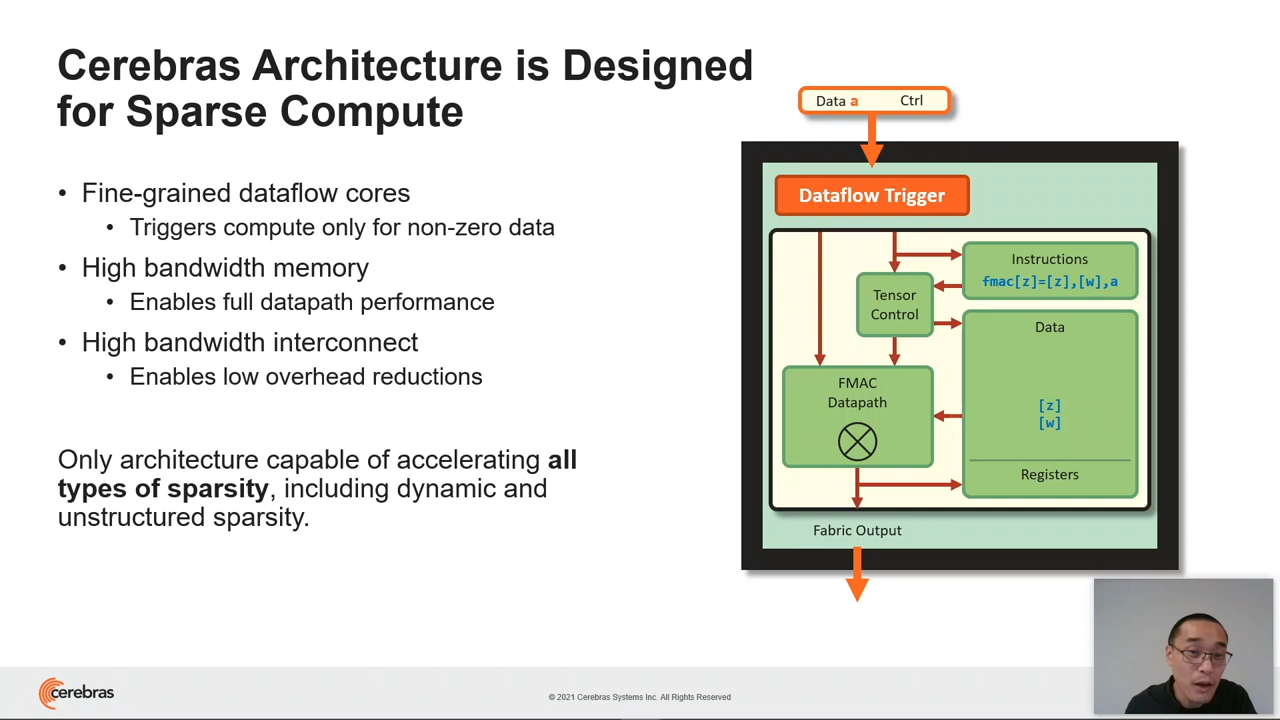 Cerebras Architecture is Designed
for Sparse Compute
• Fine-grained dataflow cores
• Triggers compute only for non-zero data
• High bandwidth memory
• Enables full datapath performance
• High bandwidth interconnect
• Enables low overhead reductions
Only architecture capable of accelerating all
types of sparsity, including dynamic and
unstructured sparsity.
Data a Ctrl
Dataflow Trigger
Instructions
fmac[z]=[z],[w],a
Tensor
Control
Data
FMAC
Datapath
[z]
[w]
Registers
Fabric Output
cerebras
© 2021 Cerebras Systems Inc. All Rights Reserved